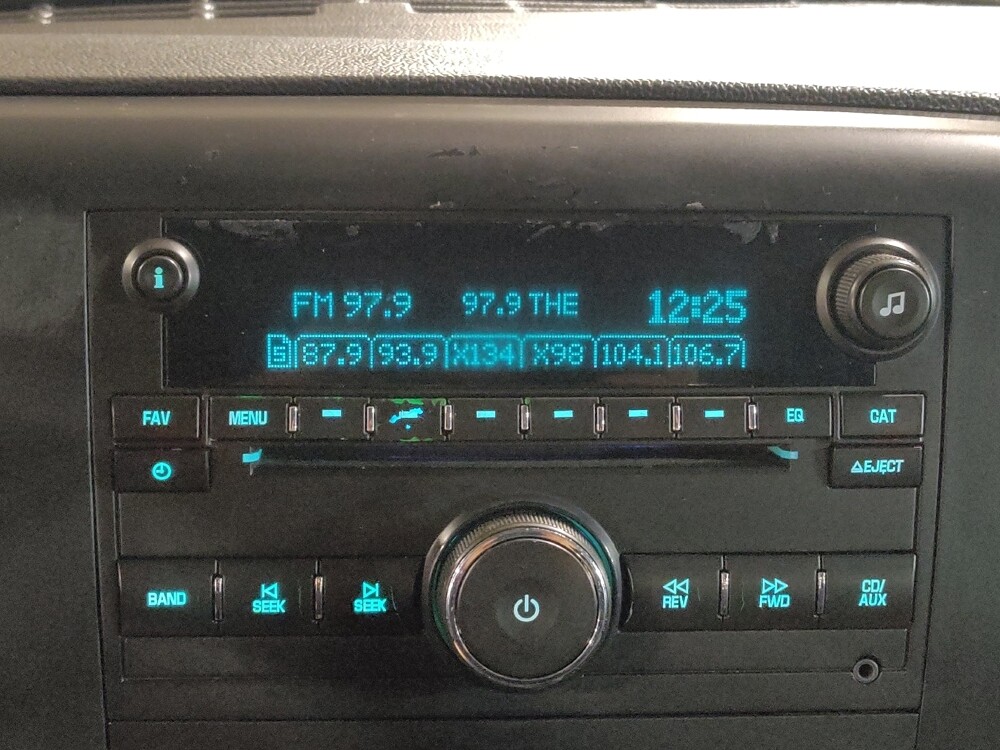 i
FM 97.9 97.9 THE 12:25
5 87.9 93.9 X134 X98 104.1 106.7
FAV MENU EQ CAT
EJECT
BAND SEEK SEEK REV FWD CD/
AUX